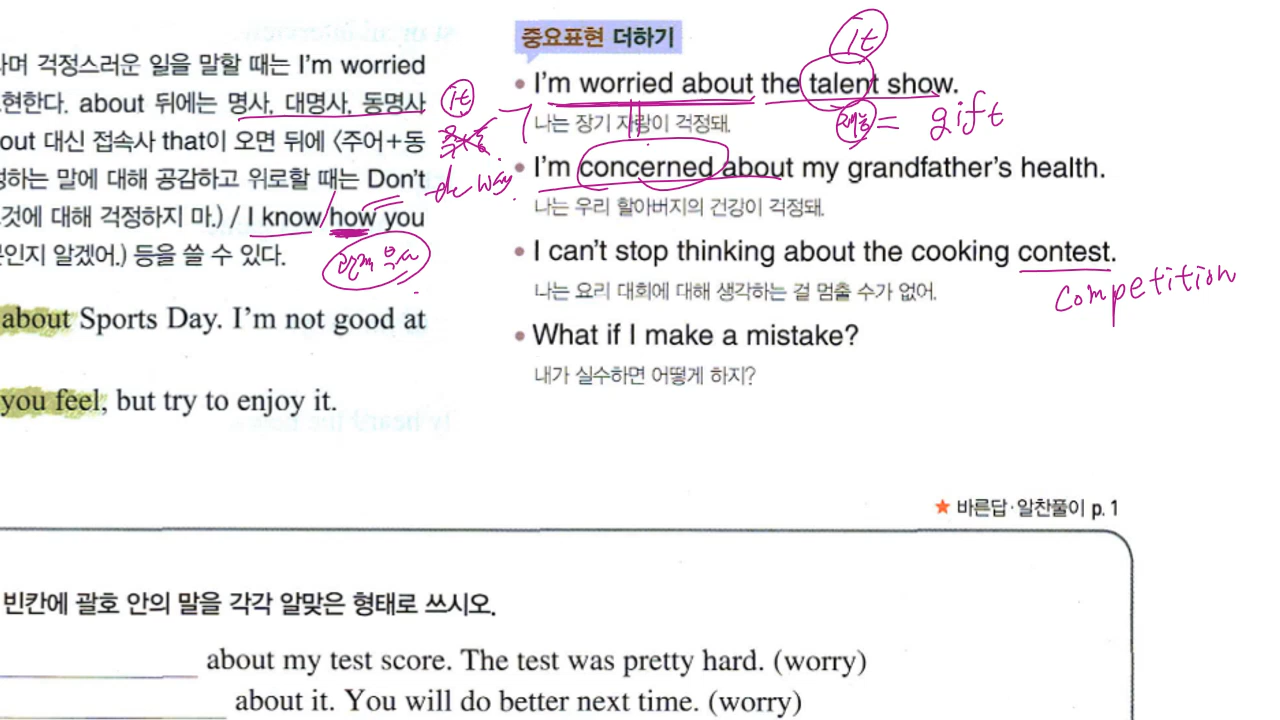 중요표현 더하기
며 걱정스러운 일을 말할 때는 I'm worried
현한다. about 뒤에는 명사, 대명사, 동명사
out 대신 접속사 that이 오면 뒤에 <주어+동
하는 말에 대해 공감하고 위로할 때는 Don't
것에 대해 걱정하지 마.) / I know how you
인지 알겠어.) 등을 쓸 수 있다.
it
about Sports Day. I'm not good at
you feel, but try to enjoy it.
it
• I'm worried about the talent show.
나는 장기 자랑이 걱정돼.
재능 = gift
• I'm concerned about my grandfather's health.
나는 우리 할아버지의 건강이 걱정돼.
• I can't stop thinking about the cooking contest.
나는 요리 대회에 대해 생각하는 걸 멈출 수가 없어.
competition
• What if I make a mistake?
내가 실수하면 어떻게 하지?
★ 바른답·알찬풀이 p. 1
빈칸에 괄호 안의 말을 각각 알맞은 형태로 쓰시오.
about my test score. The test was pretty hard. (worry)
about it. You will do better next time. (worry)